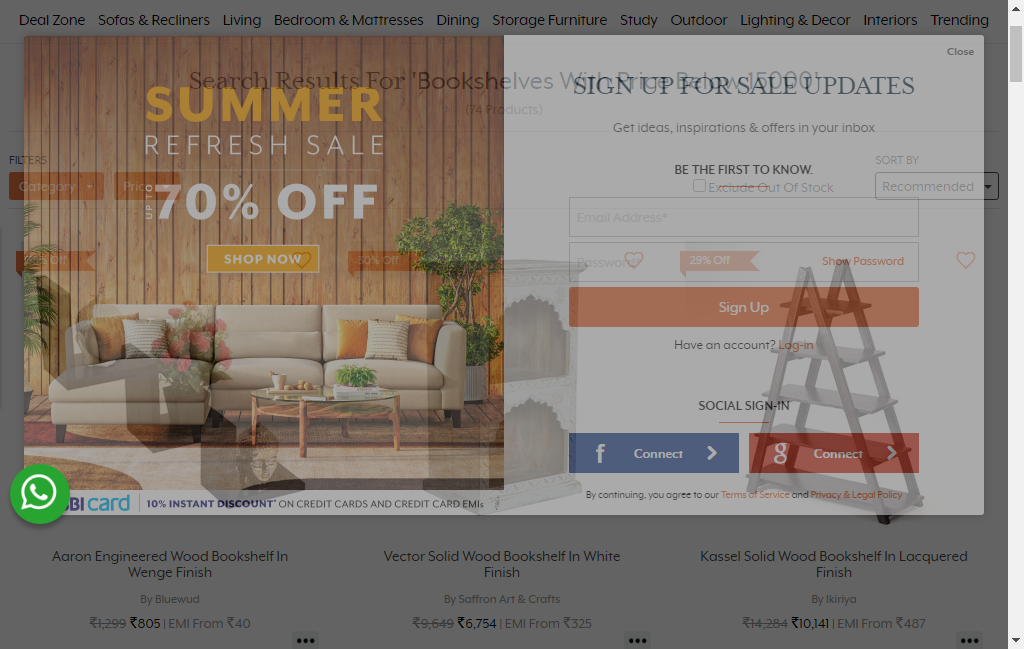 Deal Zone Sofas & Recliners Living Bedroom & Mattresses Dining Storage Furniture Study Outdoor Lighting & Decor Interiors Trending
Close
Search Results For 'Bookshelves With Price Below 15000'
(74 Products)
SUMMER
REFRESH SALE
UP TO 70% OFF
SHOP NOW
SIGN UP FOR SALE UPDATES
Get ideas, inspirations & offers in your inbox
BE THE FIRST TO KNOW.
FILTERS
Category
SORT BY
Exclude Out Of Stock
Recommended
Email Address*
Password*
Show Password
29% Off
Sign Up
Have an account? Log-in
SOCIAL SIGN-IN
f Connect
g Connect
By continuing, you agree to our Terms of Service and Privacy & Legal Policy
card 10% INSTANT DISCOUNT* ON CREDIT CARDS AND CREDIT CARD EMIs
Aaron Engineered Wood Bookshelf In
Wenge Finish
By Bluewud
₹1,299 ₹805 | EMI From ₹40
Vector Solid Wood Bookshelf In White
Finish
By Saffron Art & Crafts
₹9,649 ₹6,754 | EMI From ₹325
Kassel Solid Wood Bookshelf In Lacquered
Finish
By Ikiriya
₹14,284 ₹10,141 | EMI From ₹487